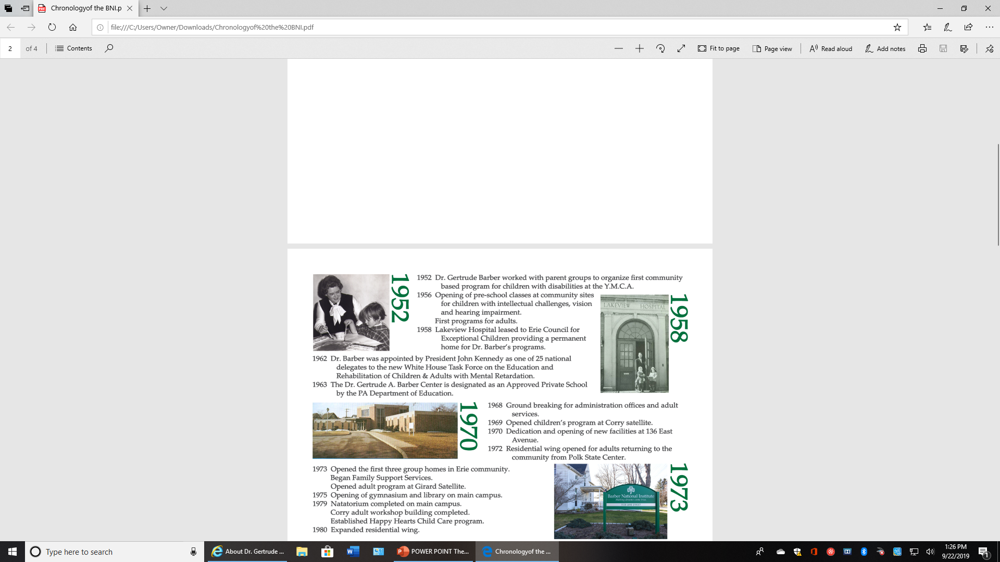 Chronologyof the BNI.p
file:///C:/Users/Owner/Downloads/Chronologyof%20the%20BNI.pdf
2 of 4 Contents Fit to page Page view Read aloud Add notes
1952
1952 Dr. Gertrude Barber worked with parent groups to organize first community
based program for children with disabilities at the Y.M.C.A.
1956 Opening of pre-school classes at community sites
for children with intellectual challenges, vision
and hearing impairment.
First programs for adults.
1958 Lakeview Hospital leased to Erie Council for
Exceptional Children providing a permanent
home for Dr. Barber's programs.
LAKEVIEW HOSPITAL
1958
1962 Dr. Barber was appointed by President John Kennedy as one of 25 national
delegates to the new White House Task Force on the Education and
Rehabilitation of Children & Adults with Mental Retardation.
1963 The Dr. Gertrude A. Barber Center is designated as an Approved Private School
by the PA Department of Education.
1970
1968 Ground breaking for administration offices and adult
services.
1969 Opened children's program at Corry satellite.
1970 Dedication and opening of new facilities at 136 East
Avenue.
1972 Residential wing opened for adults returning to the
community from Polk State Center.
1973 Opened the first three group homes in Erie community.
Began Family Support Services.
Opened adult program at Girard Satellite.
1975 Opening of gymnasium and library on main campus.
1979 Natatorium completed on main campus.
Corry adult workshop building completed.
Established Happy Hearts Child Care program.
1980 Expanded residential wing.
Barber National Institute
Making dreams come true.
LAKE STREET
1973
Type here to search
About Dr. Gertrude ...
POWER POINT The...
Chronologyof the ...
1:26 PM
9/22/2019
1